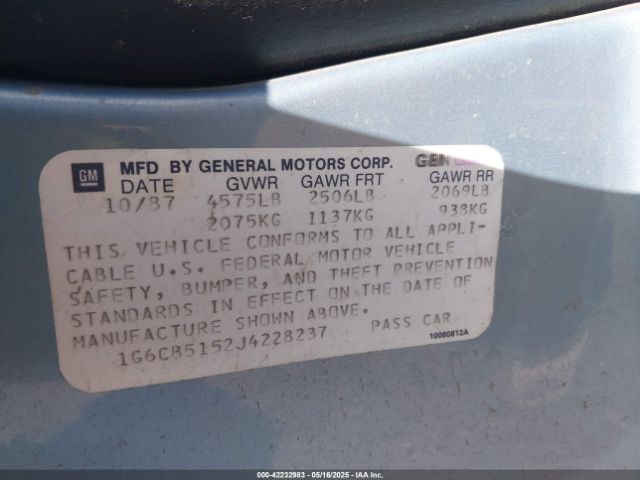 GM MFD BY GENERAL MOTORS CORP. GEN
DATE GVWR GAWR FRT GAWR RR
10/87 4575LB 2506LB 2069LB
2075KG 1137KG 938KG
THIS VEHICLE CONFORMS TO ALL APPLI-
CABLE U.S. FEDERAL MOTOR VEHICLE
SAFETY, BUMPER, AND THEFT PREVENTION
STANDARDS IN EFFECT ON THE DATE OF
MANUFACTURE SHOWN ABOVE.
1G6CB5152J4228237 PASS CAR
10080812A
000-42232983 - 05/16/2025 - COPYRIGHT IAA